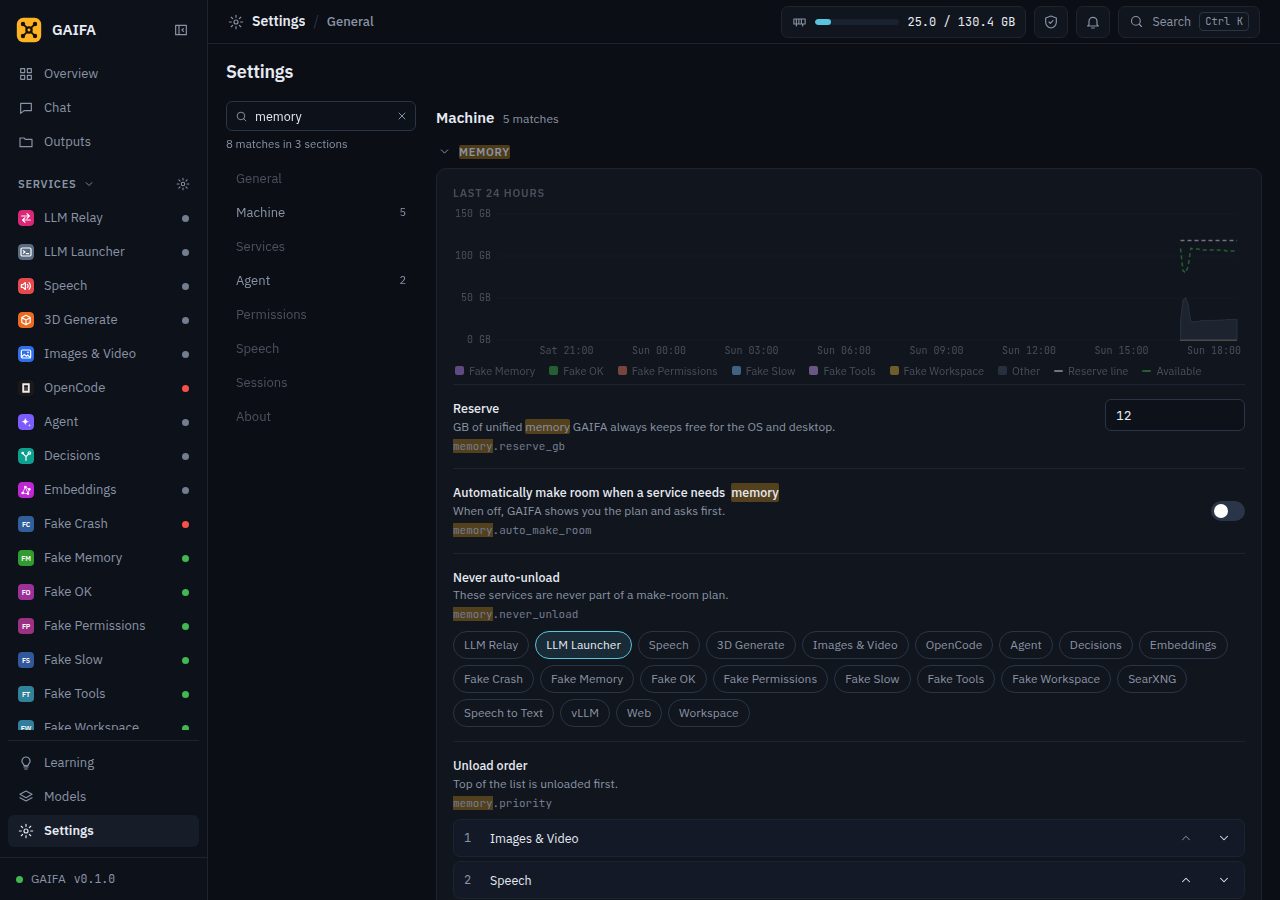 GAIFA
Settings / General
25.0 / 130.4 GB
Search Ctrl K
Overview
Chat
Outputs
SERVICES
LLM Relay
LLM Launcher
Speech
3D Generate
Images & Video
OpenCode
Agent
Decisions
Embeddings
FC Fake Crash
FM Fake Memory
FO Fake OK
FP Fake Permissions
FS Fake Slow
FT Fake Tools
FW Fake Workspace
Learning
Models
Settings
GAIFA v0.1.0
Settings
memory
8 matches in 3 sections
General
Machine 5
Services
Agent 2
Permissions
Speech
Sessions
About
Machine 5 matches
MEMORY
LAST 24 HOURS
150 GB
100 GB
50 GB
0 GB
Sat 21:00 Sun 00:00 Sun 03:00 Sun 06:00 Sun 09:00 Sun 12:00 Sun 15:00 Sun 18:00
Fake Memory Fake OK Fake Permissions Fake Slow Fake Tools Fake Workspace Other Reserve line Available
Reserve
GB of unified memory GAIFA always keeps free for the OS and desktop.
memory.reserve_gb
12
Automatically make room when a service needs memory
When off, GAIFA shows you the plan and asks first.
memory.auto_make_room
Never auto-unload
These services are never part of a make-room plan.
memory.never_unload
LLM Relay LLM Launcher Speech 3D Generate Images & Video OpenCode Agent Decisions Embeddings
Fake Crash Fake Memory Fake OK Fake Permissions Fake Slow Fake Tools Fake Workspace SearXNG
Speech to Text vLLM Web Workspace
Unload order
Top of the list is unloaded first.
memory.priority
1 Images & Video
2 Speech